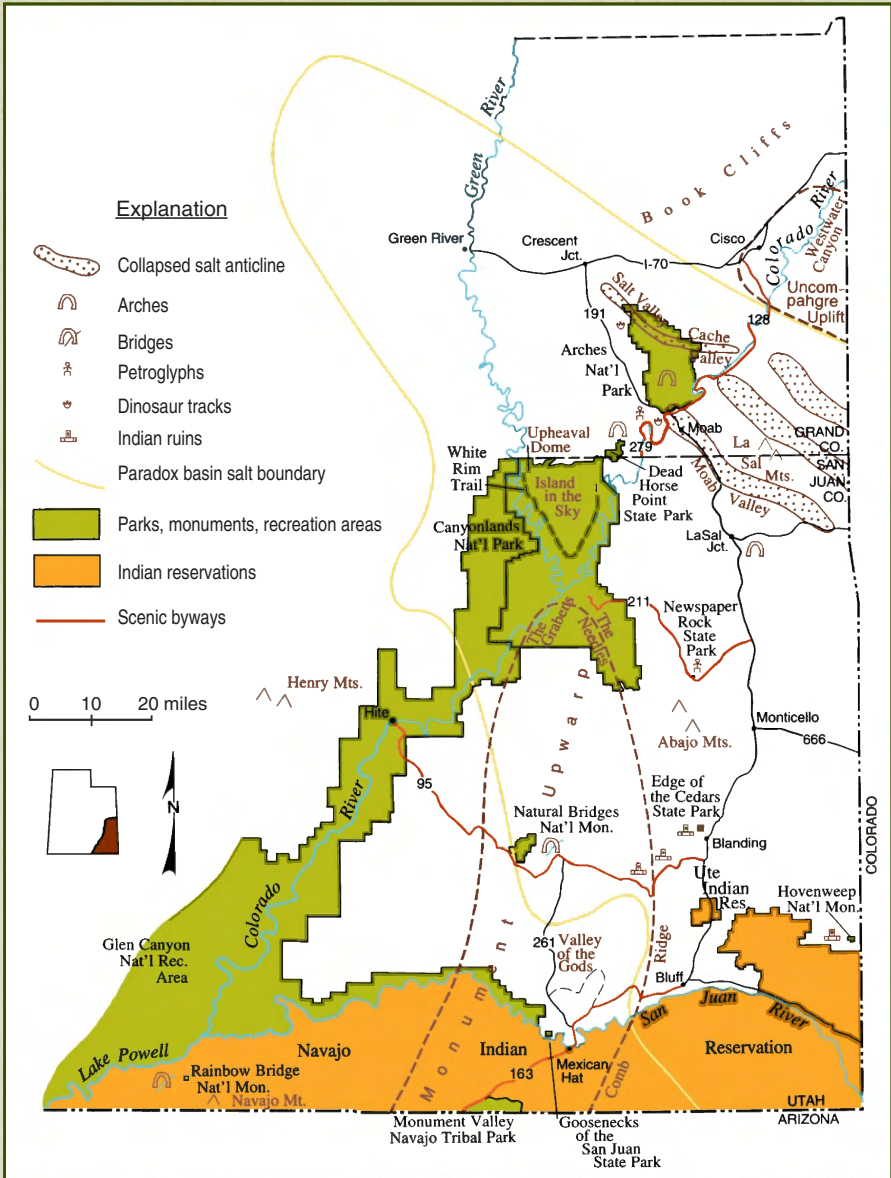 Explanation
Collapsed salt anticline
Arches
Bridges
Petroglyphs
Dinosaur tracks
Indian ruins
Paradox basin salt boundary
Parks, monuments, recreation areas
Indian reservations
Scenic byways
0 10 20 miles
N
Green River
Book Cliffs
Green River
Crescent
Jct.
I-70
Cisco
Colorado River
Westwater
Canyon
Uncom-
pahgre
Uplift
128
191
Salt Valley
Cache
Valley
Arches
Nat'l
Park
Moab
279
Upheaval
Dome
White
Rim
Trail
Island
in the
Sky
Dead
Horse
Point
State Park
La
Sal
Mts.
GRAND
CO.
SAN
JUAN
CO.
Moab
Valley
LaSal
Jct.
Canyonlands
Nat'l Park
211
The Grabens
The
Needles
Newspaper
Rock
State
Park
Henry Mts.
Hite
Abajo Mts.
Monticello
666
95
Monument Upwarp
Natural Bridges
Nat'l Mon.
Edge of
the Cedars
State Park
Blanding
COLORADO
Colorado River
Ute
Indian
Res.
Hovenweep
Nat'l Mon.
Glen Canyon
Nat'l Rec.
Area
261
Valley
of the
Gods
Comb Ridge
Bluff
San Juan River
Lake Powell
Navajo Indian Reservation
Rainbow Bridge
Nat'l Mon.
Navajo Mt.
163
Mexican
Hat
UTAH
ARIZONA
Monument Valley
Navajo Tribal Park
Goosenecks
of the
San Juan
State Park